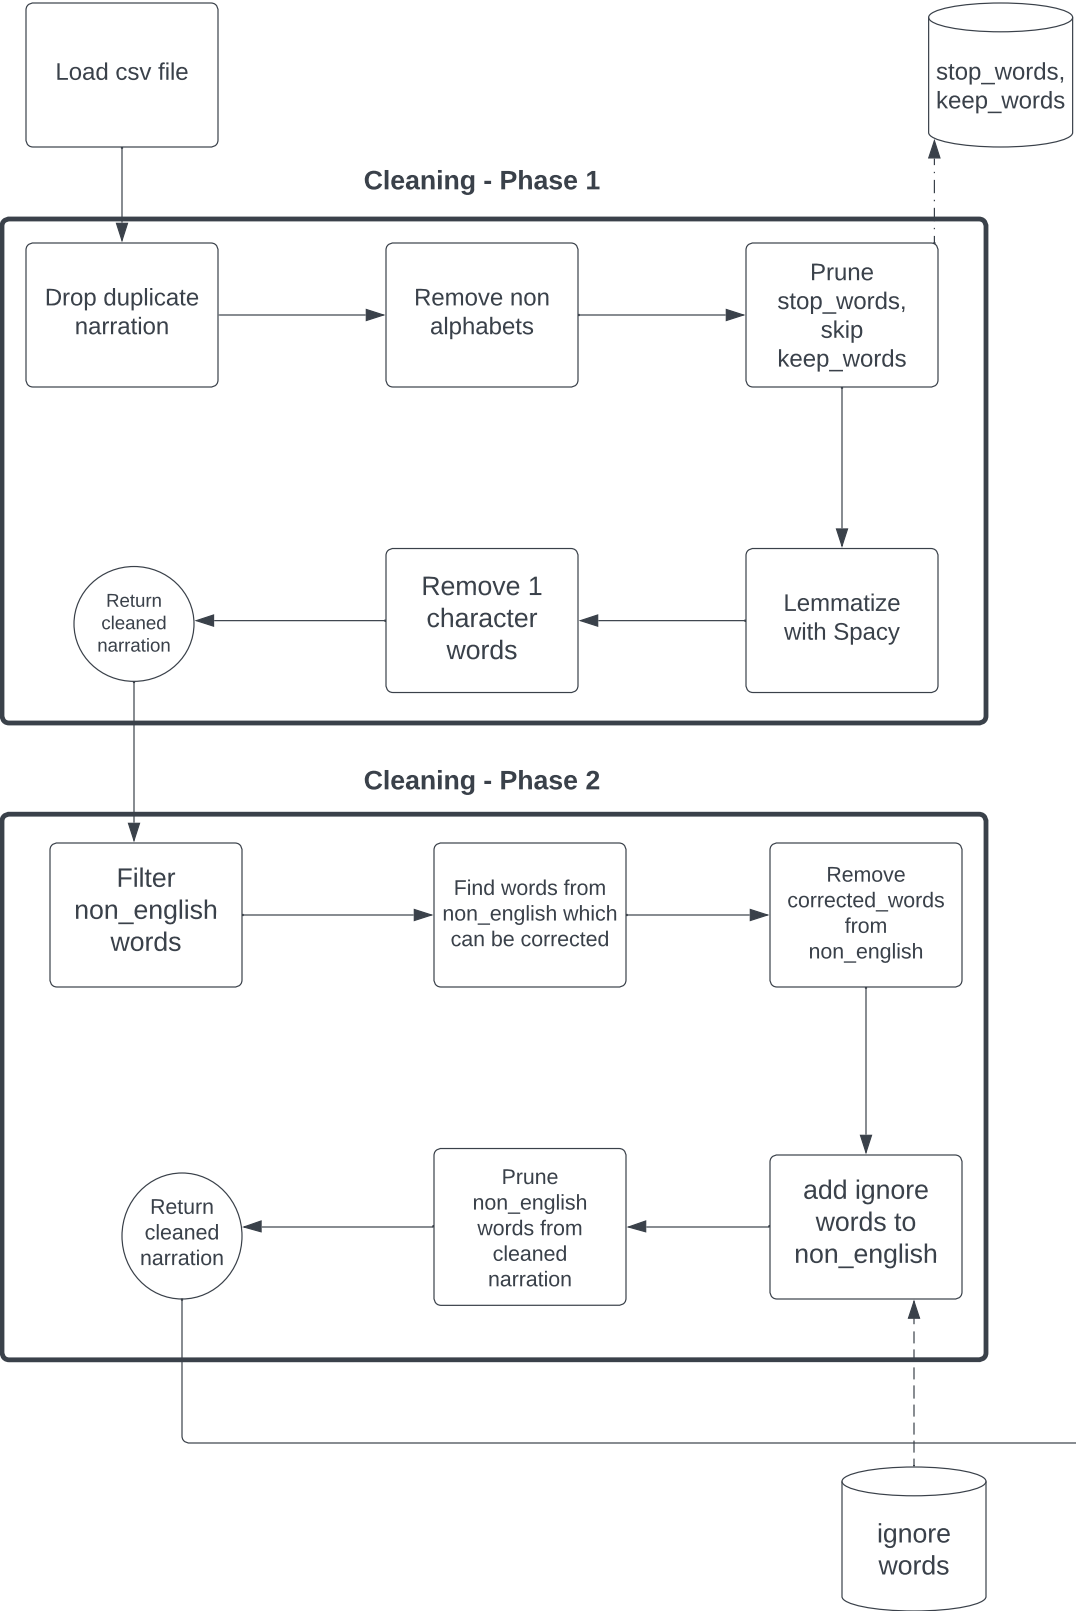 Load csv file
stop_words,
keep_words
Cleaning - Phase 1
Drop duplicate
narration
Remove non
alphabets
Prune
stop_words,
skip
keep_words
Lemmatize
with Spacy
Remove 1
character
words
Return
cleaned
narration
Cleaning - Phase 2
Filter
non_english
words
Find words from
non_english which
can be corrected
Remove
corrected_words
from
non_english
add ignore
words to
non_english
Prune
non_english
words from
cleaned
narration
Return
cleaned
narration
ignore
words